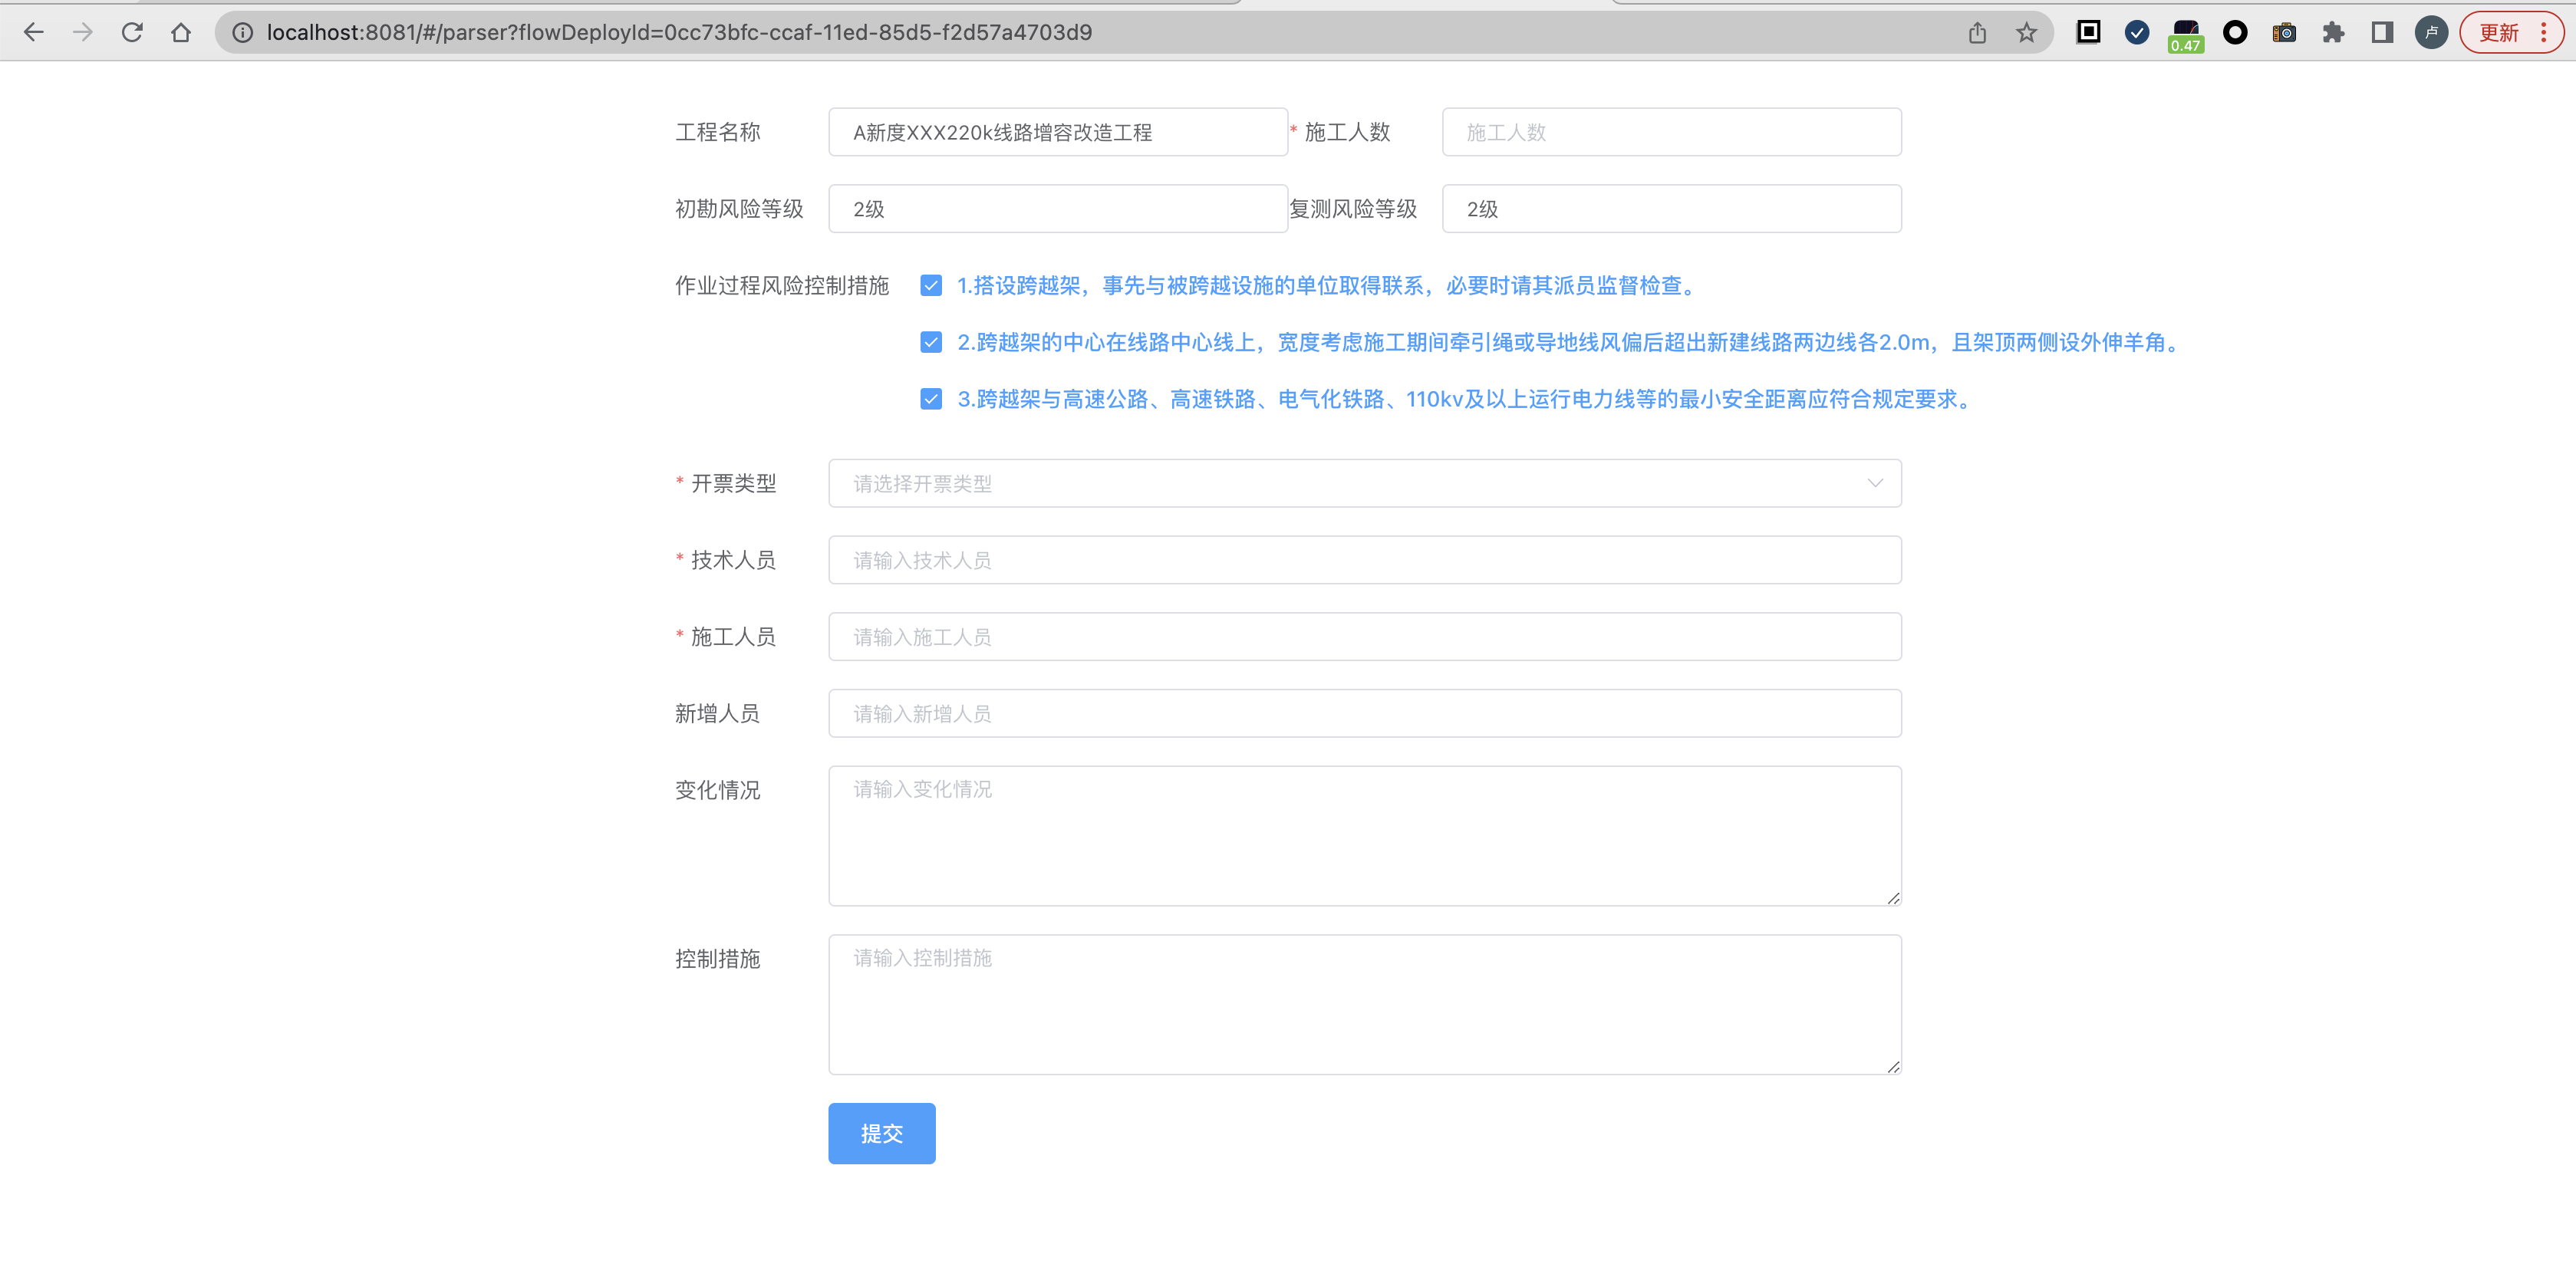 localhost:8081/#/parser?flowDeployId=0cc73bfc-ccaf-11ed-85d5-f2d57a4703d9
0.47
卢
更新
工程名称 A新度XXX220k线路增容改造工程 * 施工人数 施工人数
初勘风险等级 2级 复测风险等级 2级
作业过程风险控制措施 1.搭设跨越架，事先与被跨越设施的单位取得联系，必要时请其派员监督检查。
2.跨越架的中心在线路中心线上，宽度考虑施工期间牵引绳或导地线风偏后超出新建线路两边线各2.0m，且架顶两侧设外伸羊角。
3.跨越架与高速公路、高速铁路、电气化铁路、110kv及以上运行电力线等的最小安全距离应符合规定要求。
* 开票类型 请选择开票类型
* 技术人员 请输入技术人员
* 施工人员 请输入施工人员
新增人员 请输入新增人员
变化情况 请输入变化情况
控制措施 请输入控制措施
提交